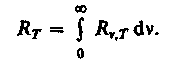 R_T = ∫_0^∞ R_{ν,T} dν.